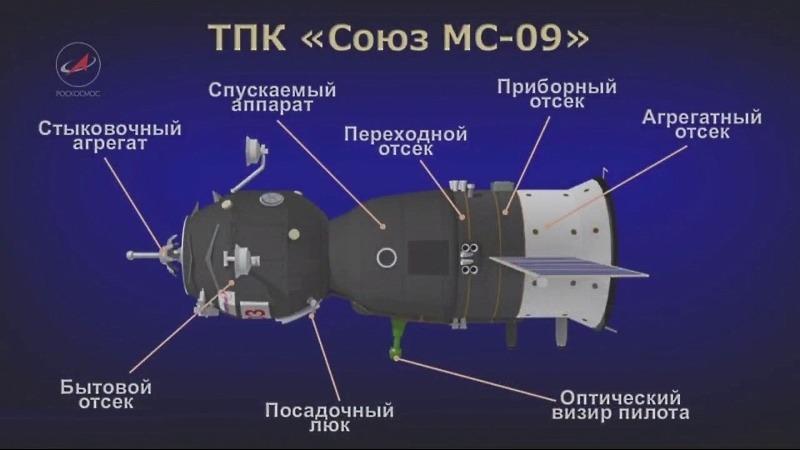 ТПК «Союз МС-09»
РОСКОСМОС
Стыковочный
агрегат
Спускаемый
аппарат
Переходной
отсек
Приборный
отсек
Агрегатный
отсек
3
Бытовой
отсек
Посадочный
люк
Оптический
визир пилота